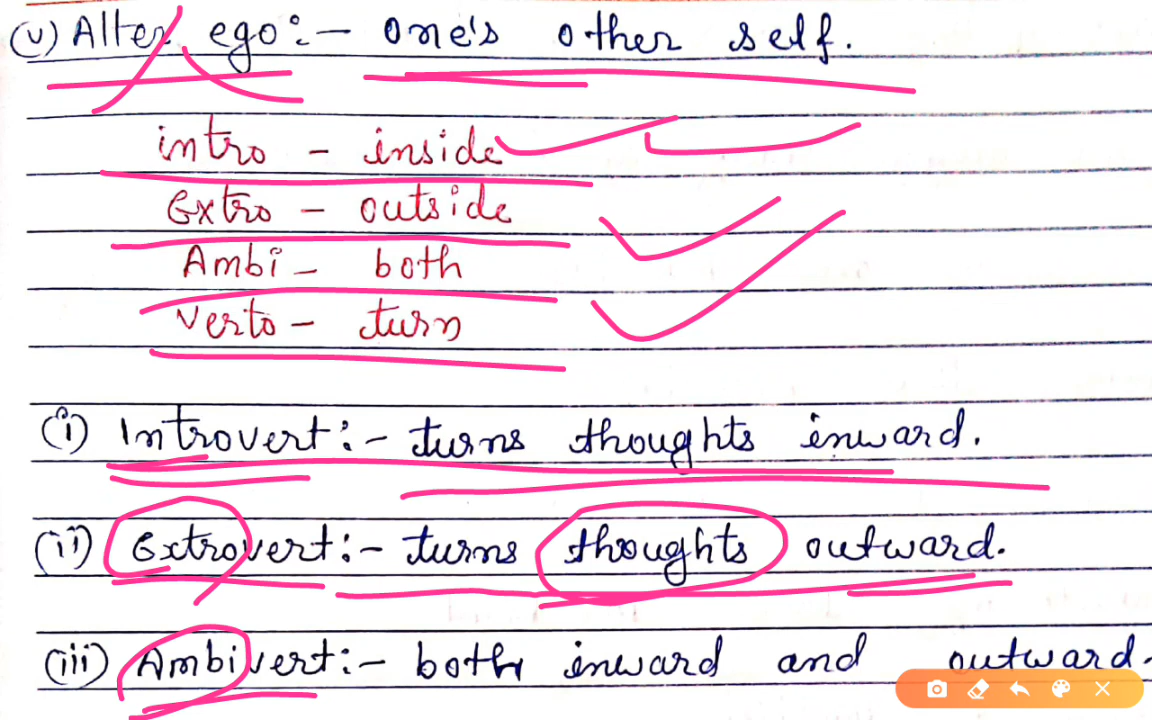 (v) Alter ego:- one's other self.
intro - inside
Extro - outside
Ambi - both
verto - turn
(i) Introvert:- turns thoughts inward.
(ii) Extrovert:- turns thoughts outward.
(iii) Ambivert:- both inward and outward.